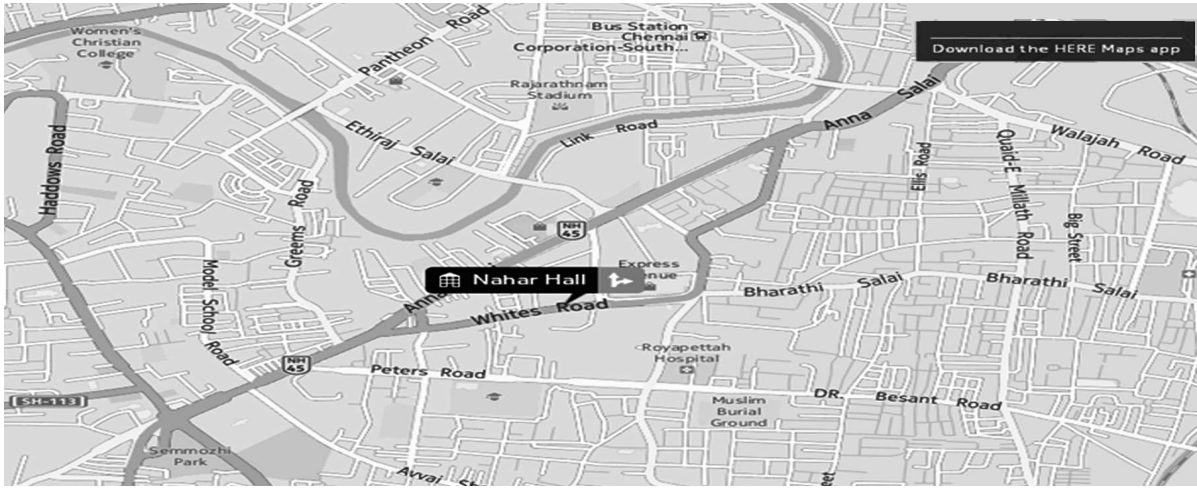 Women's
Christian
College
Pantheon Road
Bus Station
Chennai
Corporation-South...
Download the HERE Maps app
Rajarathnam
Stadium
Haddows Road
Ethiraj Salai
Link Road
Anna Salai
Walajah Road
Ellis Road
Quaid-E Millath Road
Big Street
Greems Road
NH
45
Model School Road
Nahar Hall
Express
Anna
Whites Road
Bharathi Salai
Bharathi Salai
Royapettah
Hospital
NH
45
Peters Road
SH-113
DR. Besant Road
Muslim
Burial
Ground
Semmozhi
Park
Avvai